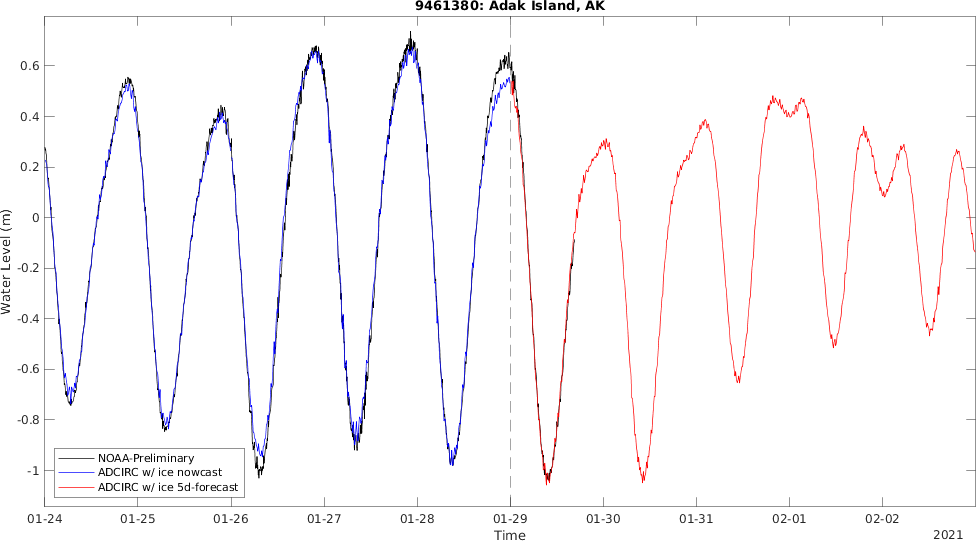 9461380: Adak Island, AK
0.6
0.4
0.2
0
-0.2
-0.4
-0.6
-0.8
-1
Water Level (m)
NOAA-Preliminary
ADCIRC w/ ice nowcast
ADCIRC w/ ice 5d-forecast
01-24 01-25 01-26 01-27 01-28 01-29 01-30 01-31 02-01 02-02
Time
2021